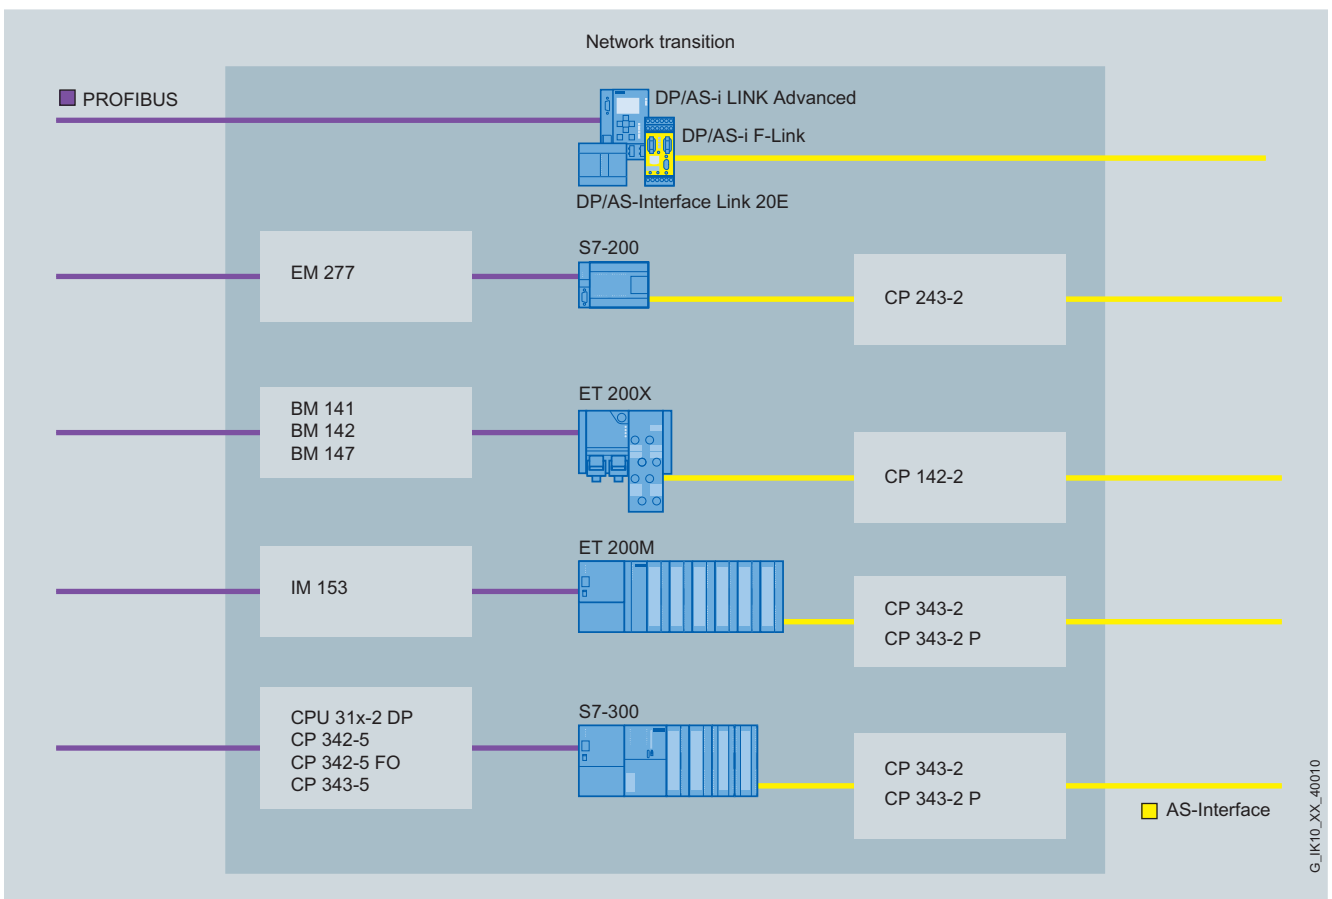 Network transition
PROFIBUS
DP/AS-i LINK Advanced
DP/AS-i F-Link
DP/AS-Interface Link 20E
EM 277
S7-200
CP 243-2
BM 141
BM 142
BM 147
ET 200X
CP 142-2
IM 153
ET 200M
CP 343-2
CP 343-2 P
CPU 31x-2 DP
CP 342-5
CP 342-5 FO
CP 343-5
S7-300
CP 343-2
CP 343-2 P
AS-Interface
G_IK10_XX_40010